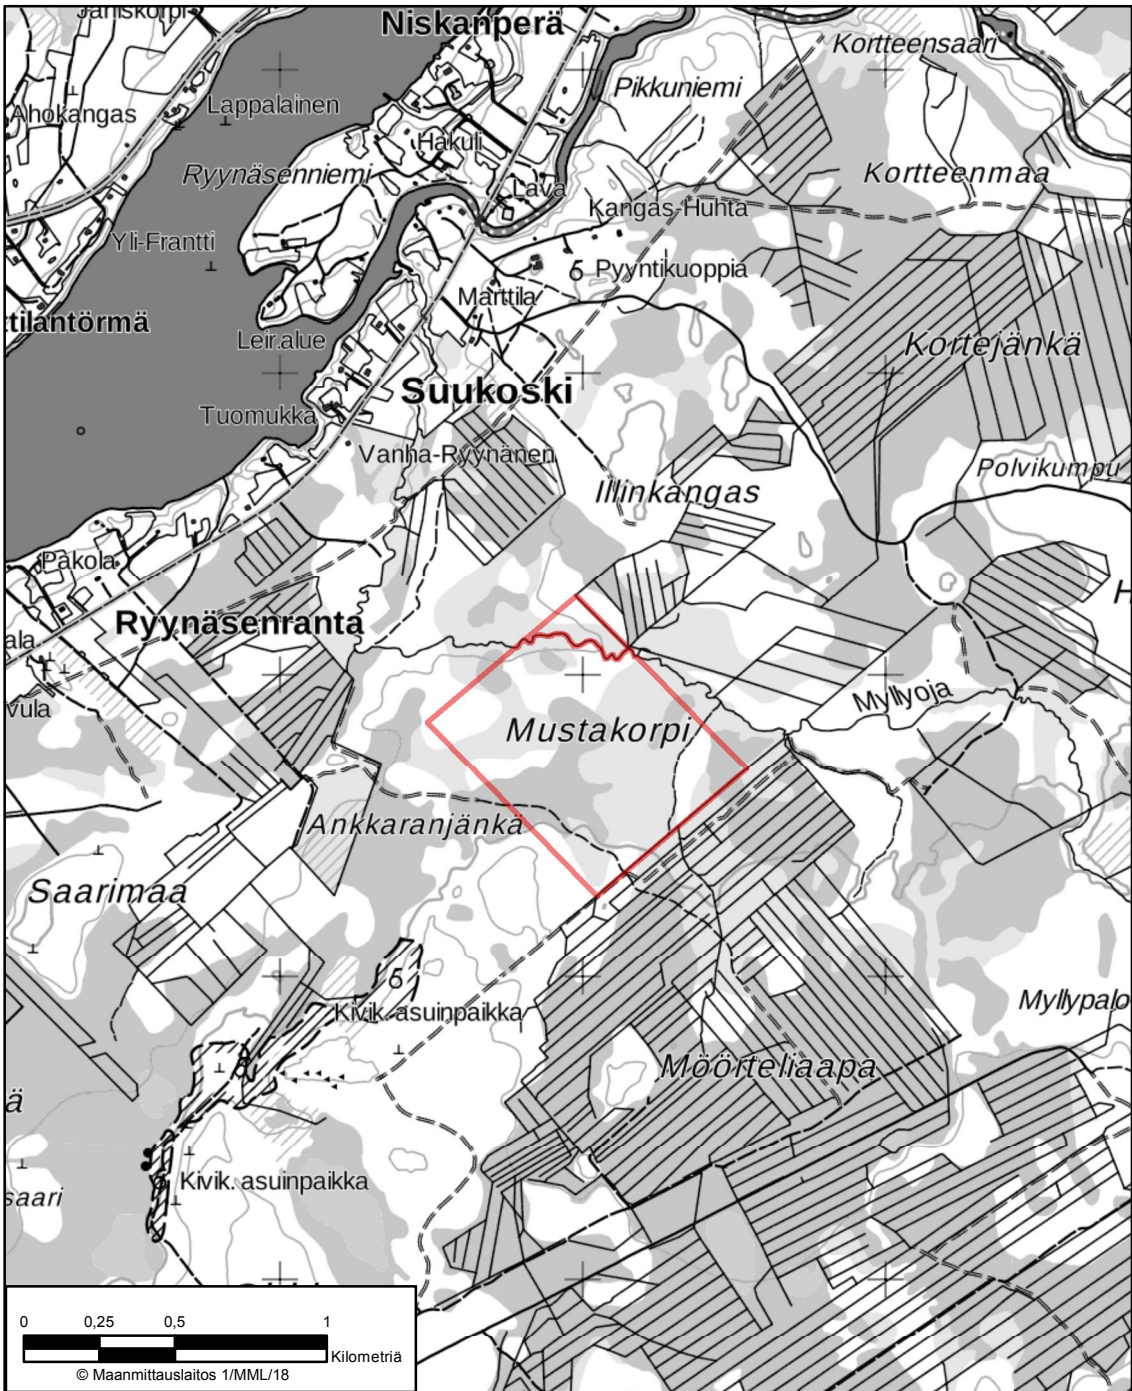 Niskanperä
Kortteensaari
Pikkuniemi
Lappalainen
Ahokangas
Hakuli
Ryynäsenniemi
Kortteenmaa
Lava
Kangas-Huhta
Yli-Frantti
Pyyntikuoppia
Marttila
tilantörmä
Leir.alue
Kortejänkä
Suukoski
Tuomukka
Vanha-Ryynänen
Polvikumpu
Illinkangas
Pakola
H
Ryynäsenranta
ala
Myllyoja
vula
Mustakorpi
Ankkaranjänkä
Saarimaa
Kivik. asuinpaikka
Myllypalo
Möörteliaapa
ä
Kivik. asuinpaikka
saari
0 0,25 0,5 1
Kilometriä
© Maanmittauslaitos 1/MML/18